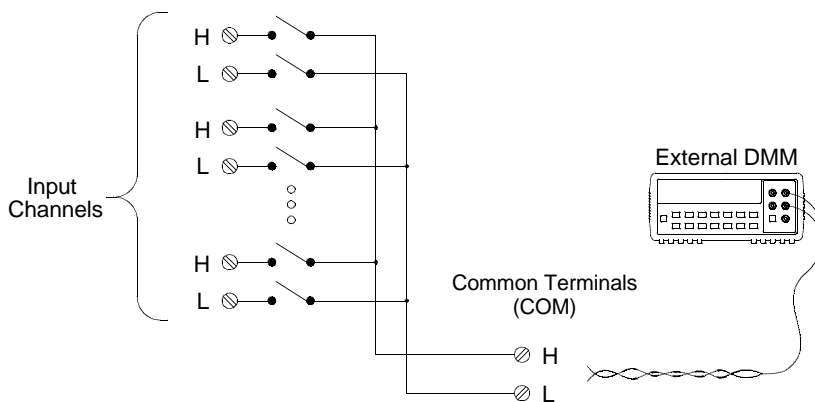 H
L
H
L
Input
Channels
H
L
External DMM
Common Terminals
(COM)
H
L